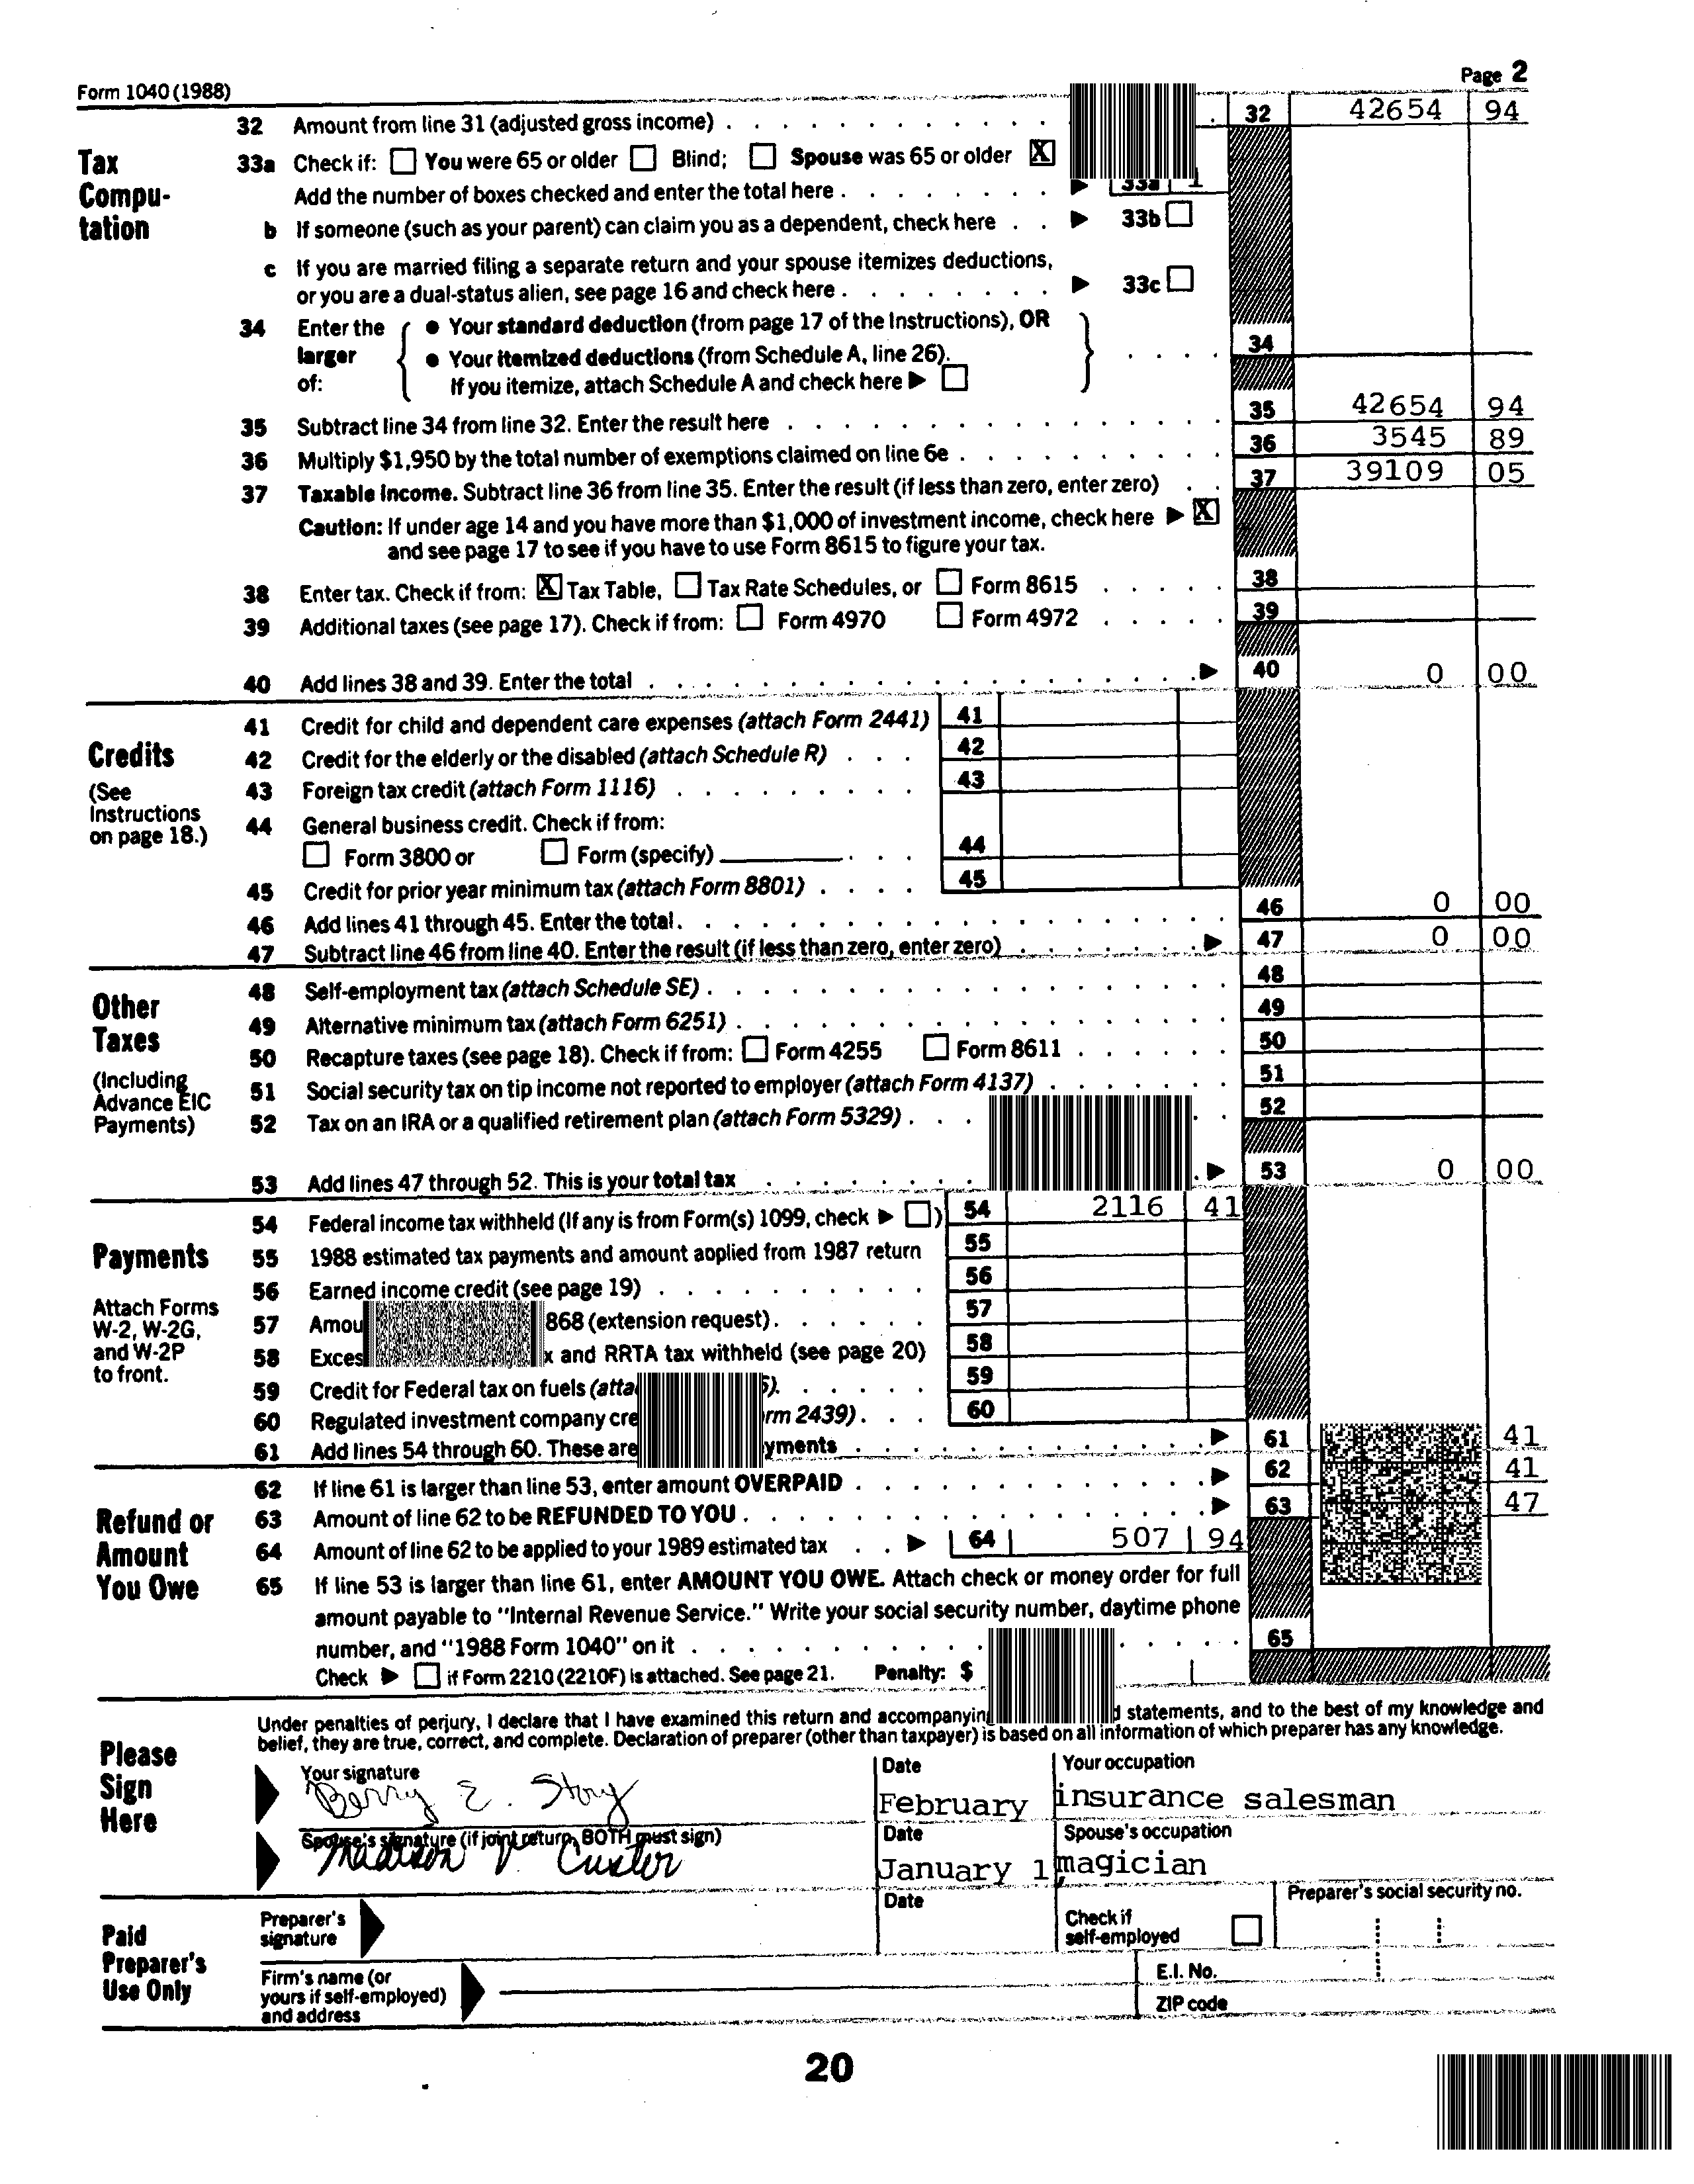 Form 1040 (1988) Page 2
32 Amount from line 31 (adjusted gross income) . . . . . . . . . . . . 32 42654 94
Tax Compu- tation
33a Check if: You were 65 or older Blind; Spouse was 65 or older X
Add the number of boxes checked and enter the total here . . . . . . . 33a 1
b If someone (such as your parent) can claim you as a dependent, check here . . 33b
c If you are married filing a separate return and your spouse itemizes deductions,
or you are a dual-status alien, see page 16 and check here . . . . . . . 33c
34 Enter the larger of:
• Your standard deduction (from page 17 of the Instructions), OR
• Your itemized deductions (from Schedule A, line 26).
If you itemize, attach Schedule A and check here
. . . . 34
35 Subtract line 34 from line 32. Enter the result here . . . . . . . . . . . . . . . 35 42654 94
36 Multiply $1,950 by the total number of exemptions claimed on line 6e . . . . . . . . . 36 3545 89
37 Taxable income. Subtract line 36 from line 35. Enter the result (if less than zero, enter zero) . . 37 39109 05
Caution: If under age 14 and you have more than $1,000 of investment income, check here ► X
and see page 17 to see if you have to use Form 8615 to figure your tax.
38 Enter tax. Check if from: X Tax Table, Tax Rate Schedules, or Form 8615 . . . . . 38
39 Additional taxes (see page 17). Check if from: Form 4970 Form 4972 . . . . . 39
40 Add lines 38 and 39. Enter the total . . . . . . . . . . . . . . . . . ► 40 0 00
Credits
(See Instructions on page 18.)
41 Credit for child and dependent care expenses (attach Form 2441) 41
42 Credit for the elderly or the disabled (attach Schedule R) . . . 42
43 Foreign tax credit (attach Form 1116) . . . . . . . . . 43
44 General business credit. Check if from:
Form 3800 or Form (specify) . . . 44
45 Credit for prior year minimum tax (attach Form 8801) . . . . 45
46 Add lines 41 through 45. Enter the total . . . . . . . . . . . . . . . . . 46 0 00
47 Subtract line 46 from line 40. Enter the result (if less than zero, enter zero) . . . . . . ► 47 0 00
Other Taxes
(Including Advance EIC Payments)
48 Self-employment tax (attach Schedule SE) . . . . . . . . . . . . . . . . . 48
49 Alternative minimum tax (attach Form 6251) . . . . . . . . . . . . . . . . 49
50 Recapture taxes (see page 18). Check if from: Form 4255 Form 8611 . . . . . . 50
51 Social security tax on tip income not reported to employer (attach Form 4137) . . . . . . . 51
52 Tax on an IRA or a qualified retirement plan (attach Form 5329) . . . 52
53 Add lines 47 through 52. This is your total tax . . . . . . . ► 53 0 00
Payments
Attach Forms W-2, W-2G, and W-2P to front.
54 Federal income tax withheld (If any is from Form(s) 1099, check ► ) 54 2116 41
55 1988 estimated tax payments and amount applied from 1987 return 55
56 Earned income credit (see page 19) . . . . . . . . . . 56
57 Amou 868 (extension request) . . . . . 57
58 Exces x and RRTA tax withheld (see page 20) 58
59 Credit for Federal tax on fuels (atta ). . . . . . 59
60 Regulated investment company cre rm 2439) . . . 60
61 Add lines 54 through 60. These are yments . . . . . . . . . . . . ► 61 41
Refund or Amount You Owe
62 If line 61 is larger than line 53, enter amount OVERPAID . . . . . . . . . . . . ► 62 41
63 Amount of line 62 to be REFUNDED TO YOU . . . . . . . . . . . . . . . ► 63 47
64 Amount of line 62 to be applied to your 1989 estimated tax . . ► 64 507 94
65 If line 53 is larger than line 61, enter AMOUNT YOU OWE. Attach check or money order for full
amount payable to "Internal Revenue Service." Write your social security number, daytime phone
number, and "1988 Form 1040" on it . . . . . . . . . . . . . . 65
Check ► if Form 2210 (2210F) is attached. See page 21. Penalty: $
Please Sign Here
Under penalties of perjury, I declare that I have examined this return and accompanyin d statements, and to the best of my knowledge and
belief, they are true, correct, and complete. Declaration of preparer (other than taxpayer) is based on all information of which preparer has any knowledge.
Your signature Date Your occupation
Berry E. Story February insurance salesman
Spouse's signature (if joint return, BOTH must sign) Date Spouse's occupation
Madison V. Custer January 1, magician
Paid Preparer's Use Only
Preparer's signature Date Check if self-employed Preparer's social security no.
Firm's name (or yours if self-employed) and address E.I. No.
ZIP code
20